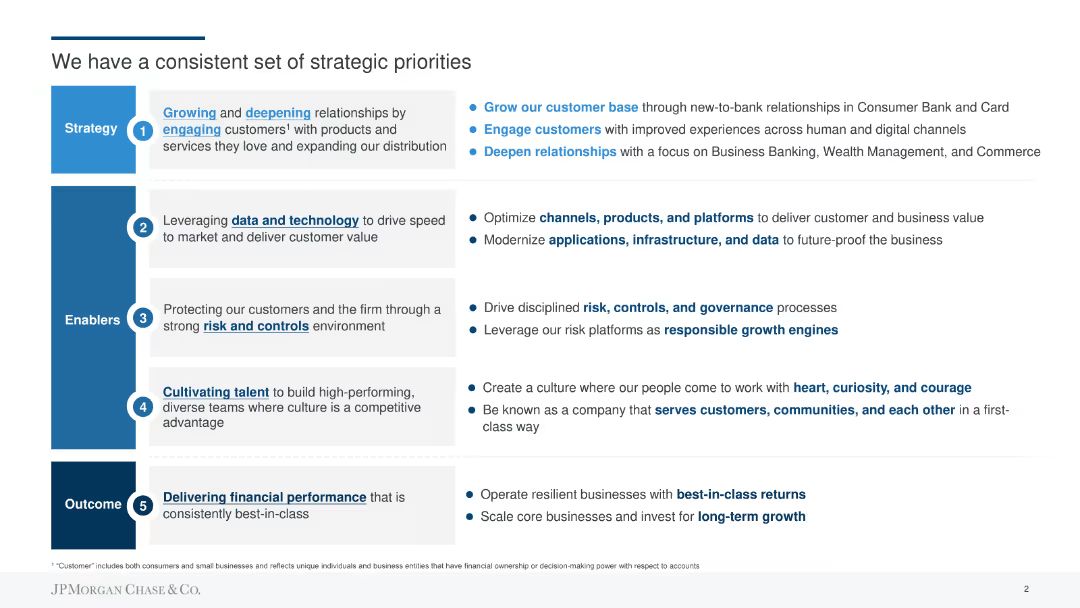 We have a consistent set of strategic priorities
Strategy
1
Growing and deepening relationships by
engaging customers¹ with products and
services they love and expanding our distribution
● Grow our customer base through new-to-bank relationships in Consumer Bank and Card
● Engage customers with improved experiences across human and digital channels
● Deepen relationships with a focus on Business Banking, Wealth Management, and Commerce
Enablers
2
Leveraging data and technology to drive speed
to market and deliver customer value
● Optimize channels, products, and platforms to deliver customer and business value
● Modernize applications, infrastructure, and data to future-proof the business
3
Protecting our customers and the firm through a
strong risk and controls environment
● Drive disciplined risk, controls, and governance processes
● Leverage our risk platforms as responsible growth engines
4
Cultivating talent to build high-performing,
diverse teams where culture is a competitive
advantage
● Create a culture where our people come to work with heart, curiosity, and courage
● Be known as a company that serves customers, communities, and each other in a first-
class way
Outcome
5
Delivering financial performance that is
consistently best-in-class
● Operate resilient businesses with best-in-class returns
● Scale core businesses and invest for long-term growth
¹ "Customer" includes both consumers and small businesses and reflects unique individuals and business entities that have financial ownership or decision-making power with respect to accounts
JPMORGAN CHASE & CO.
2